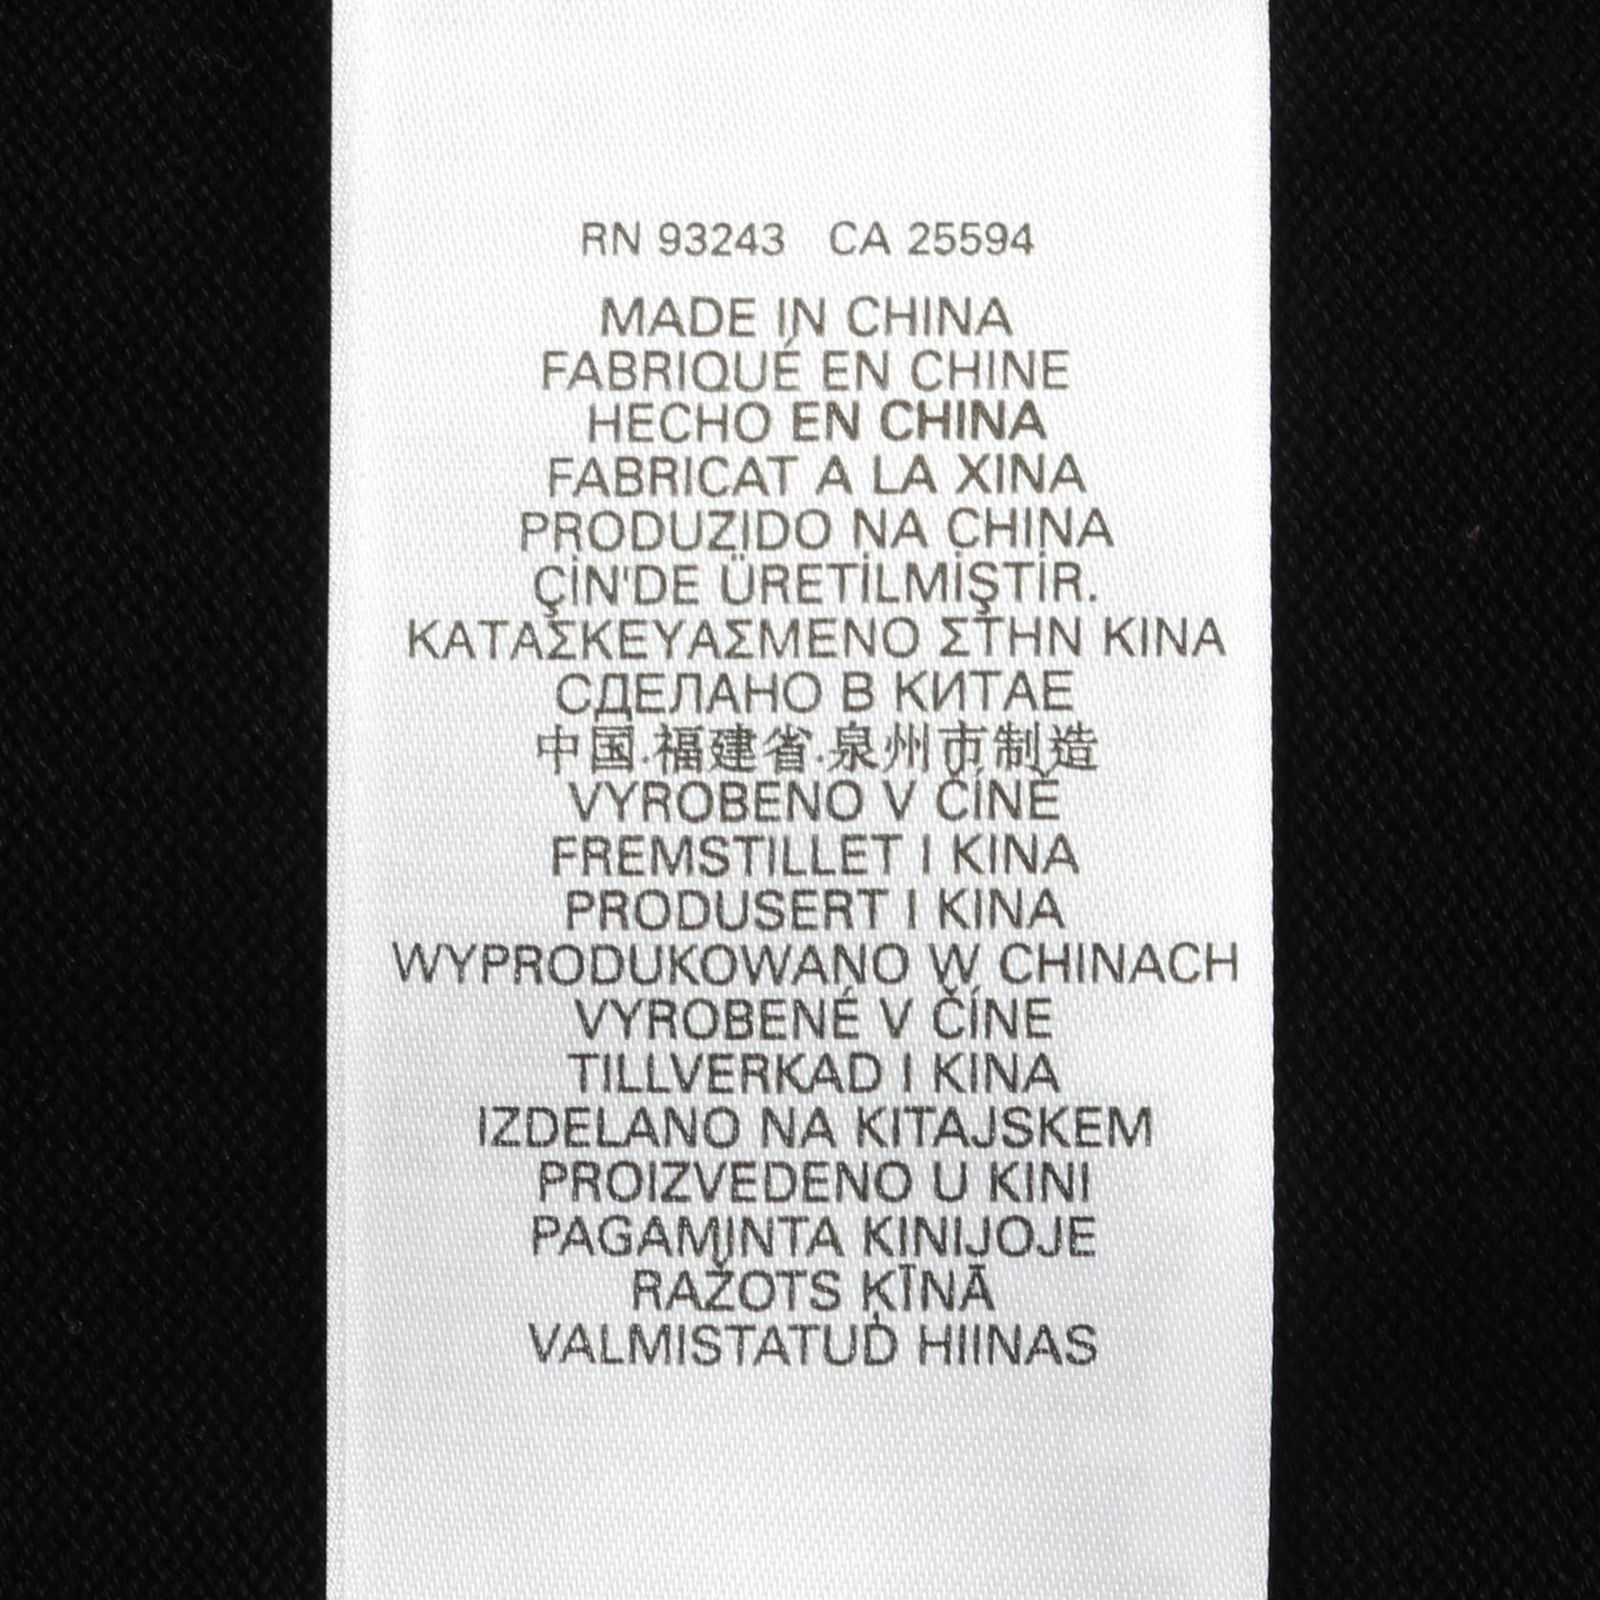 RN 93243 CA 25594
MADE IN CHINA
FABRIQUÉ EN CHINE
HECHO EN CHINA
FABRICAT A LA XINA
PRODUZIDO NA CHINA
ÇİN'DE ÜRETİLMİŞTİR.
ΚΑΤΑΣΚΕΥΑΣΜΕΝΟ ΣΤΗΝ ΚΙΝΑ
СДЕЛАНО В КИТАЕ
中国.福建省.泉州市制造
VYROBENO V ČÍNĚ
FREMSTILLET I KINA
PRODUSERT I KINA
WYPRODUKOWANO W CHINACH
VYROBENÉ V ČÍNE
TILLVERKAD I KINA
IZDELANO NA KITAJSKEM
PROIZVEDENO U KINI
PAGAMINTA KINIJOJE
RAŽOTS ĶĪNĀ
VALMISTATUD HIINAS